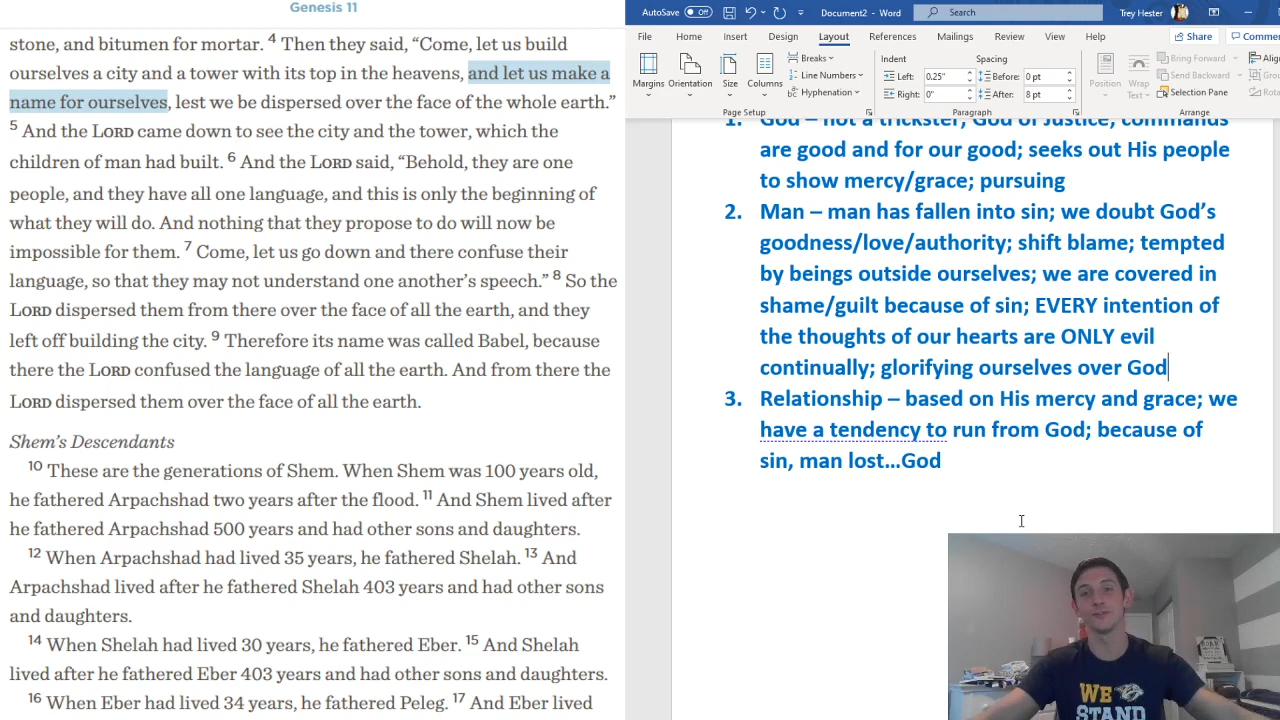 Genesis 11
stone, and bitumen for mortar. 4 Then they said, “Come, let us build
ourselves a city and a tower with its top in the heavens, and let us make a
name for ourselves, lest we be dispersed over the face of the whole earth.”
5 And the LORD came down to see the city and the tower, which the
children of man had built. 6 And the LORD said, “Behold, they are one
people, and they have all one language, and this is only the beginning of
what they will do. And nothing that they propose to do will now be
impossible for them. 7 Come, let us go down and there confuse their
language, so that they may not understand one another’s speech.” 8 So the
LORD dispersed them from there over the face of all the earth, and they
left off building the city. 9 Therefore its name was called Babel, because
there the LORD confused the language of all the earth. And from there the
LORD dispersed them over the face of all the earth.
Shem’s Descendants
10 These are the generations of Shem. When Shem was 100 years old,
he fathered Arpachshad two years after the flood. 11 And Shem lived after
he fathered Arpachshad 500 years and had other sons and daughters.
12 When Arpachshad had lived 35 years, he fathered Shelah. 13 And
Arpachshad lived after he fathered Shelah 403 years and had other sons
and daughters.
14 When Shelah had lived 30 years, he fathered Eber. 15 And Shelah
lived after he fathered Eber 403 years and had other sons and daughters.
16 When Eber had lived 34 years, he fathered Peleg. 17 And Eber lived
AutoSave Off Document2 - Word Search Trey Hester
File Home Insert Design Layout References Mailings Review View Help Share Comme
Margins Orientation Size Columns Breaks Line Numbers Hyphenation
Page Setup
Indent Spacing
Left: 0.25" Before: 0 pt
Right: 0" After: 8 pt
Paragraph
Position Wrap Text Bring Forward Send Backward Selection Pane Align Grou Rota
Arrange
1. God – not a trickster; God of Justice; commands
are good and for our good; seeks out His people
to show mercy/grace; pursuing
2. Man – man has fallen into sin; we doubt God’s
goodness/love/authority; shift blame; tempted
by beings outside ourselves; we are covered in
shame/guilt because of sin; EVERY intention of
the thoughts of our hearts are ONLY evil
continually; glorifying ourselves over God
3. Relationship – based on His mercy and grace; we
have a tendency to run from God; because of
sin, man lost…God
WE
STAND